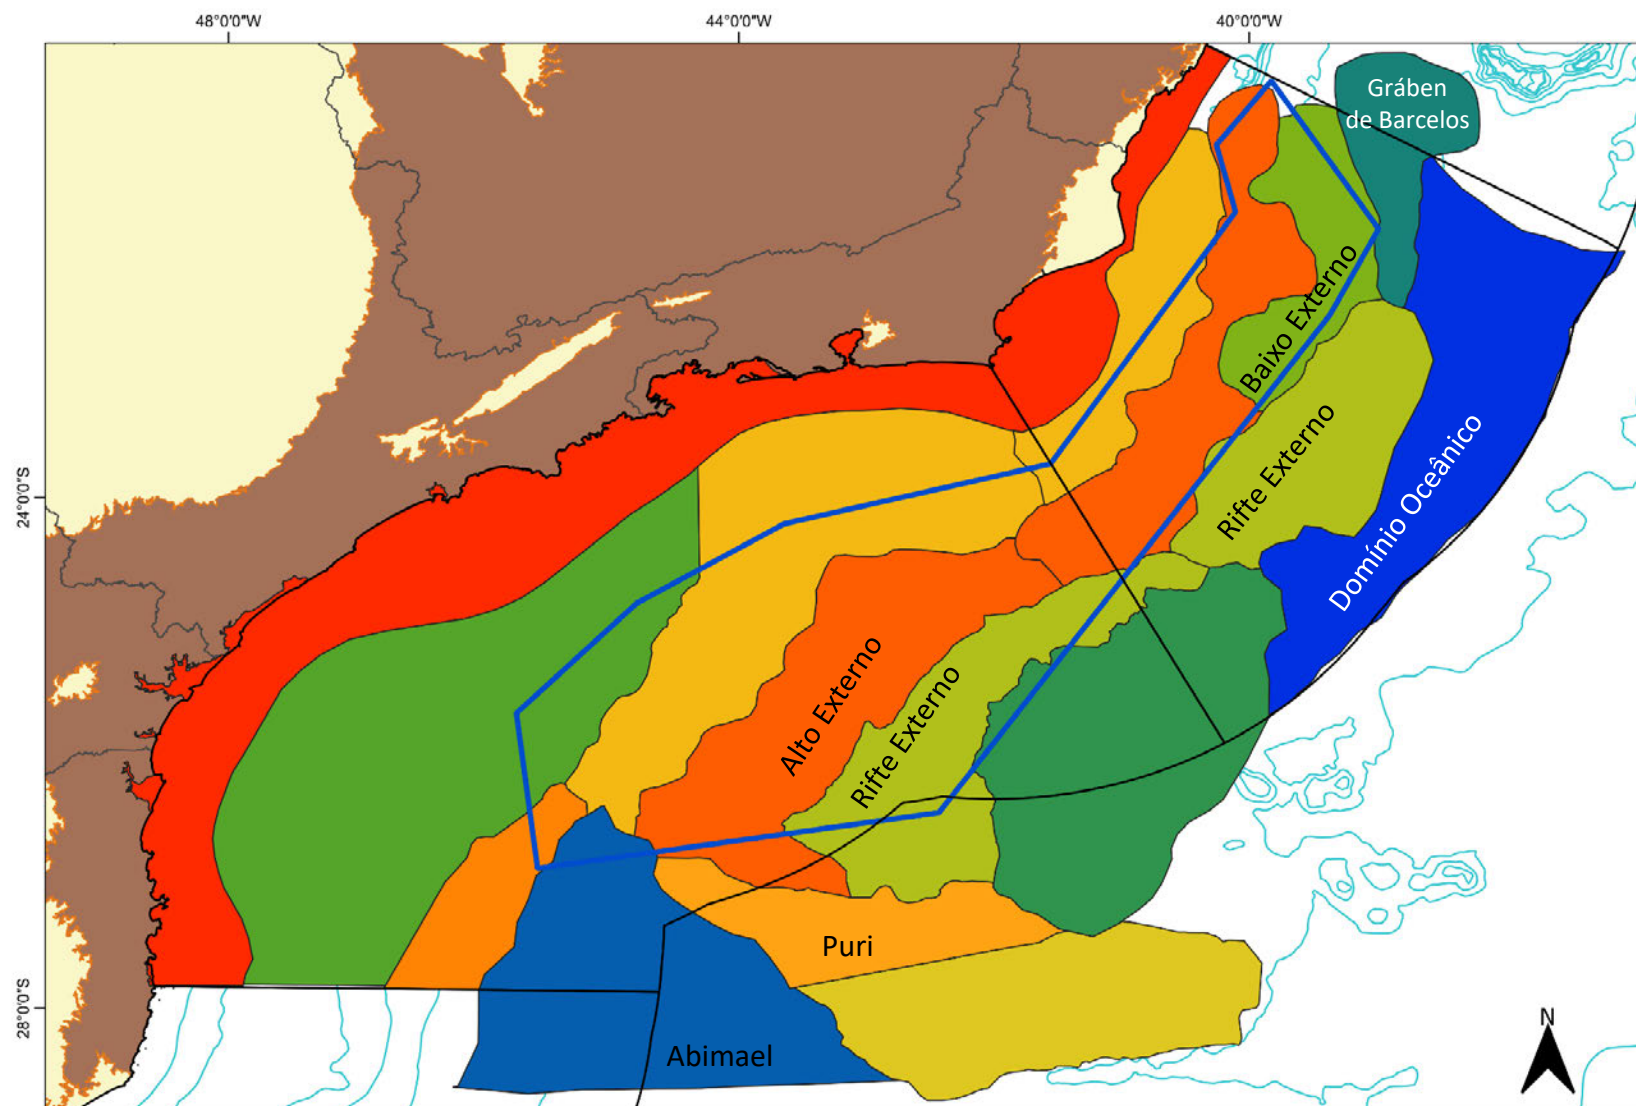 48°0'0"W
44°0'0"W
40°0'0"W
Gráben
de Barcelos
Baixo Externo
Rifte Externo
Domínio Oceânico
24°0'0"S
Alto Externo
Rifte Externo
Puri
28°0'0"S
Abimael
N